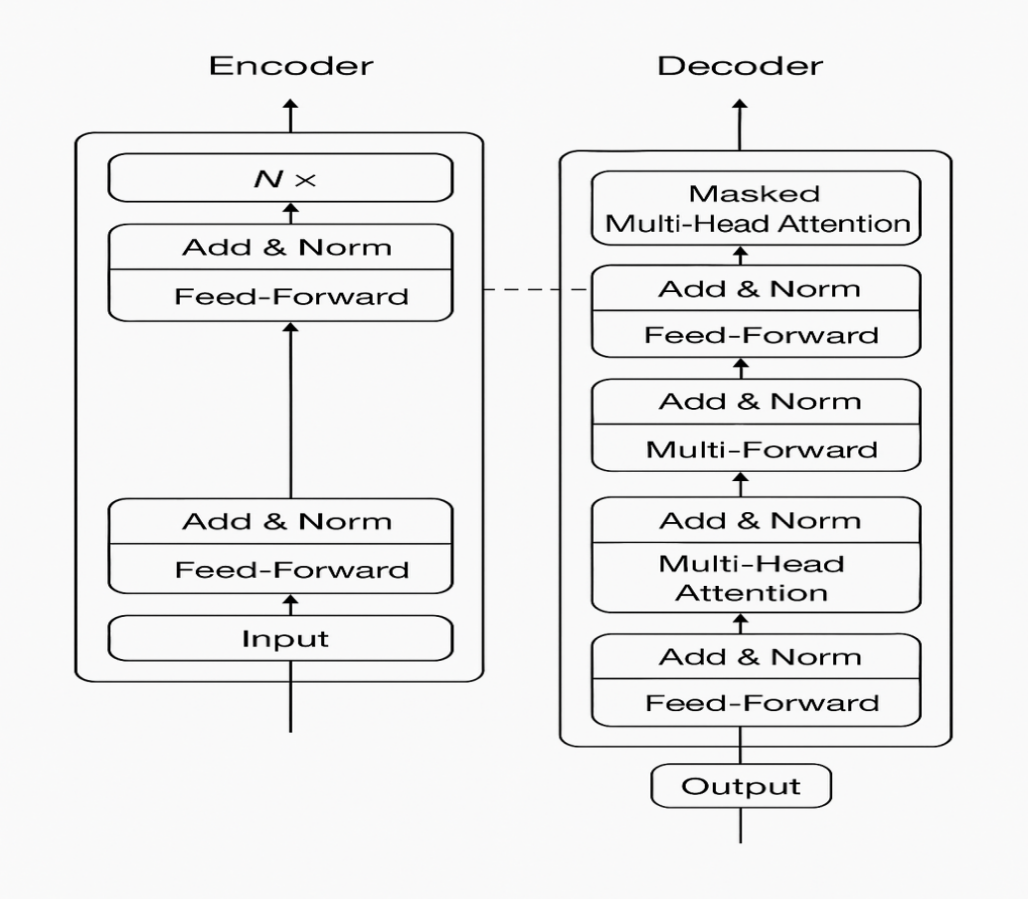 Encoder
N ×
Add & Norm
Feed-Forward
Add & Norm
Feed-Forward
Input
Decoder
Masked
Multi-Head Attention
Add & Norm
Feed-Forward
Add & Norm
Multi-Forward
Add & Norm
Multi-Head
Attention
Add & Norm
Feed-Forward
Output